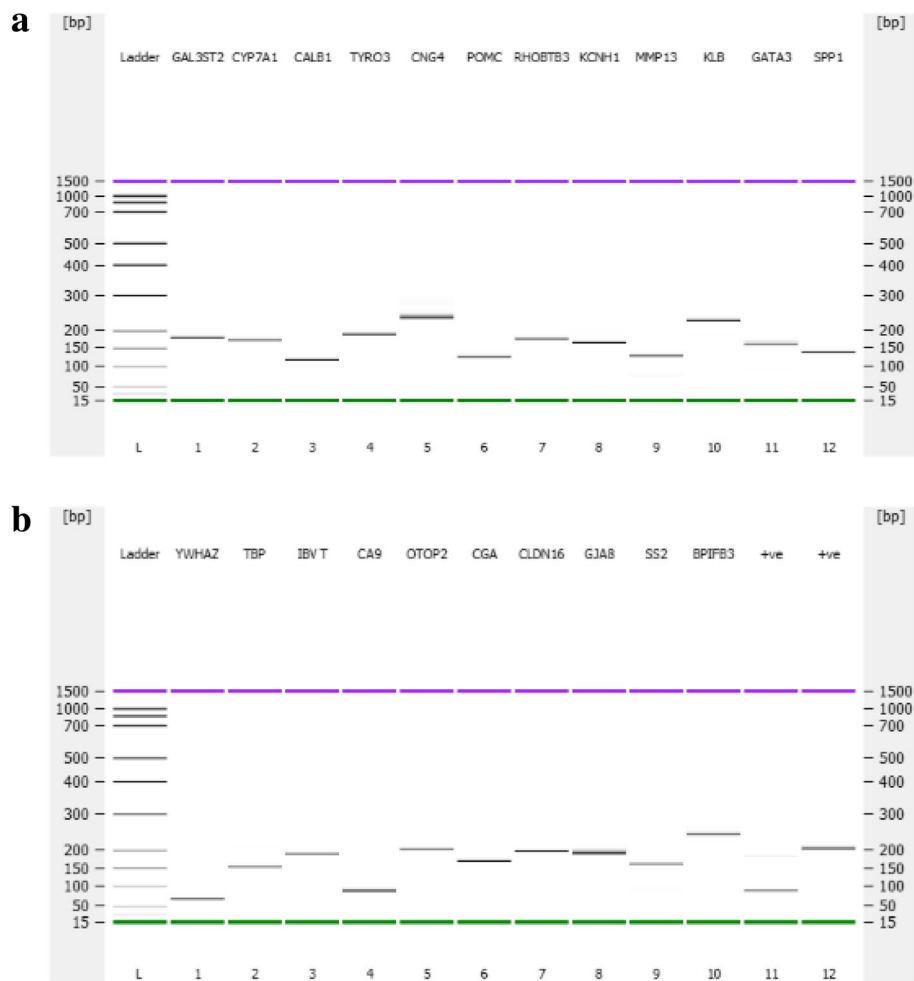 a
[bp] [bp]
Ladder GAL3ST2 CYP7A1 CALB1 TYRO3 CNG4 POMC RHOBTB3 KCNH1 MMP13 KLB GATA3 SPP1
1500 1500
1000 1000
700 700
500 500
400 400
300 300
200 200
150 150
100 100
50 50
15 15
L 1 2 3 4 5 6 7 8 9 10 11 12
b
[bp] [bp]
Ladder YWHAZ TBP IBV T CA9 OTOP2 CGA CLDN16 GJA8 SS2 BPIFB3 +ve +ve
1500 1500
1000 1000
700 700
500 500
400 400
300 300
200 200
150 150
100 100
50 50
15 15
L 1 2 3 4 5 6 7 8 9 10 11 12